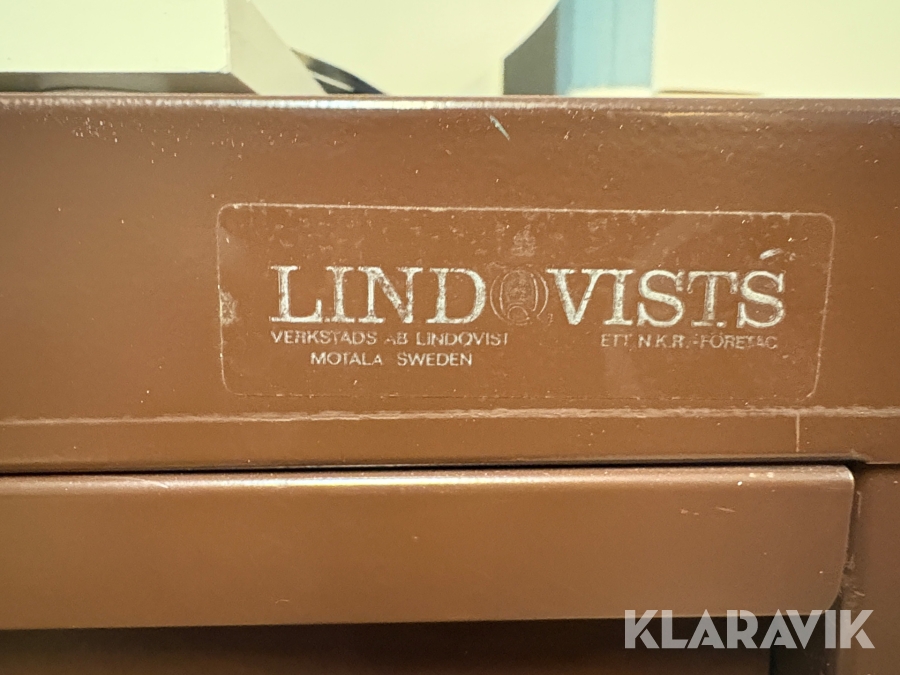 LINDQVISTS
VERKSTADS AB LINDQVIST ETT N.K.R.-FÖRETAG
MOTALA SWEDEN
KLARAVIK